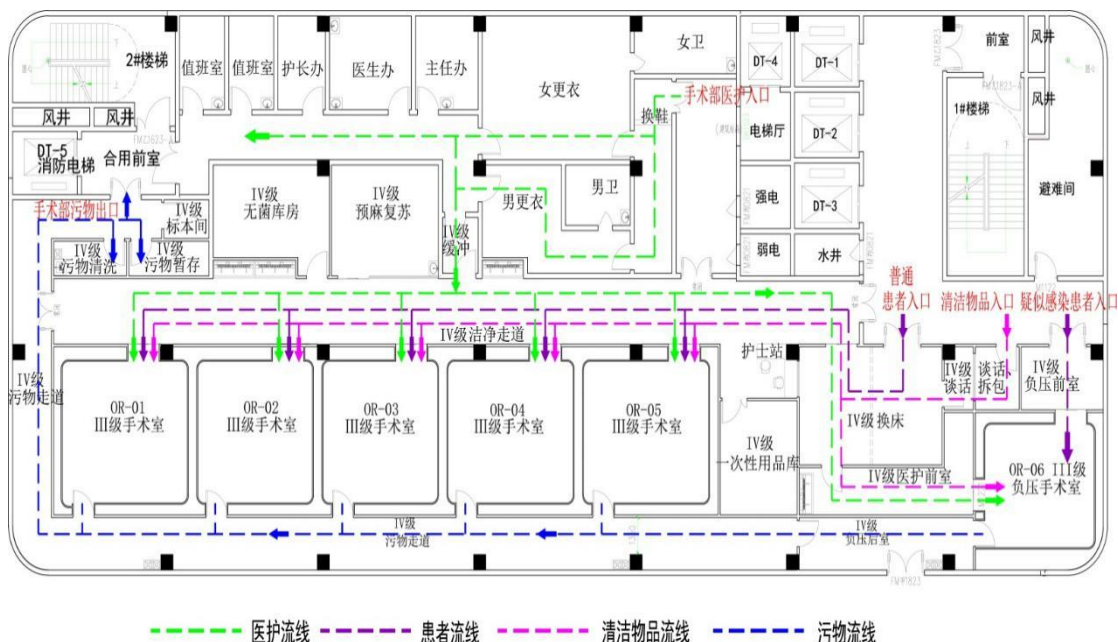 2#楼梯
值班室
值班室
护长办
医生办
主任办
女更衣
女卫
DT-4
DT-1
前室
风井
换鞋
手术部医护入口
风井
风井
风井
1#楼梯
DT-5
消防电梯
合用前室
电梯厅
DT-2
手术部污物出口
IV级
标本间
IV级
无菌库房
IV级
预麻复苏
IV级
缓冲
男更衣
男卫
强电
DT-3
避难间
IV级
污物清洗
IV级
污物暂存
弱电
水井
普通
患者入口
清洁物品入口
疑似感染患者入口
IV级洁净走道
IV级
污物走道
护士站
IV级
谈话
谈话、
拆包
IV级
负压前室
OR-01
III级手术室
OR-02
III级手术室
OR-03
III级手术室
OR-04
III级手术室
OR-05
III级手术室
IV级
一次性用品库
IV级换床
IV级医护前室
OR-06 III级
负压手术室
IV级
污物走道
IV级
负压后室
医护流线
患者流线
清洁物品流线
污物流线